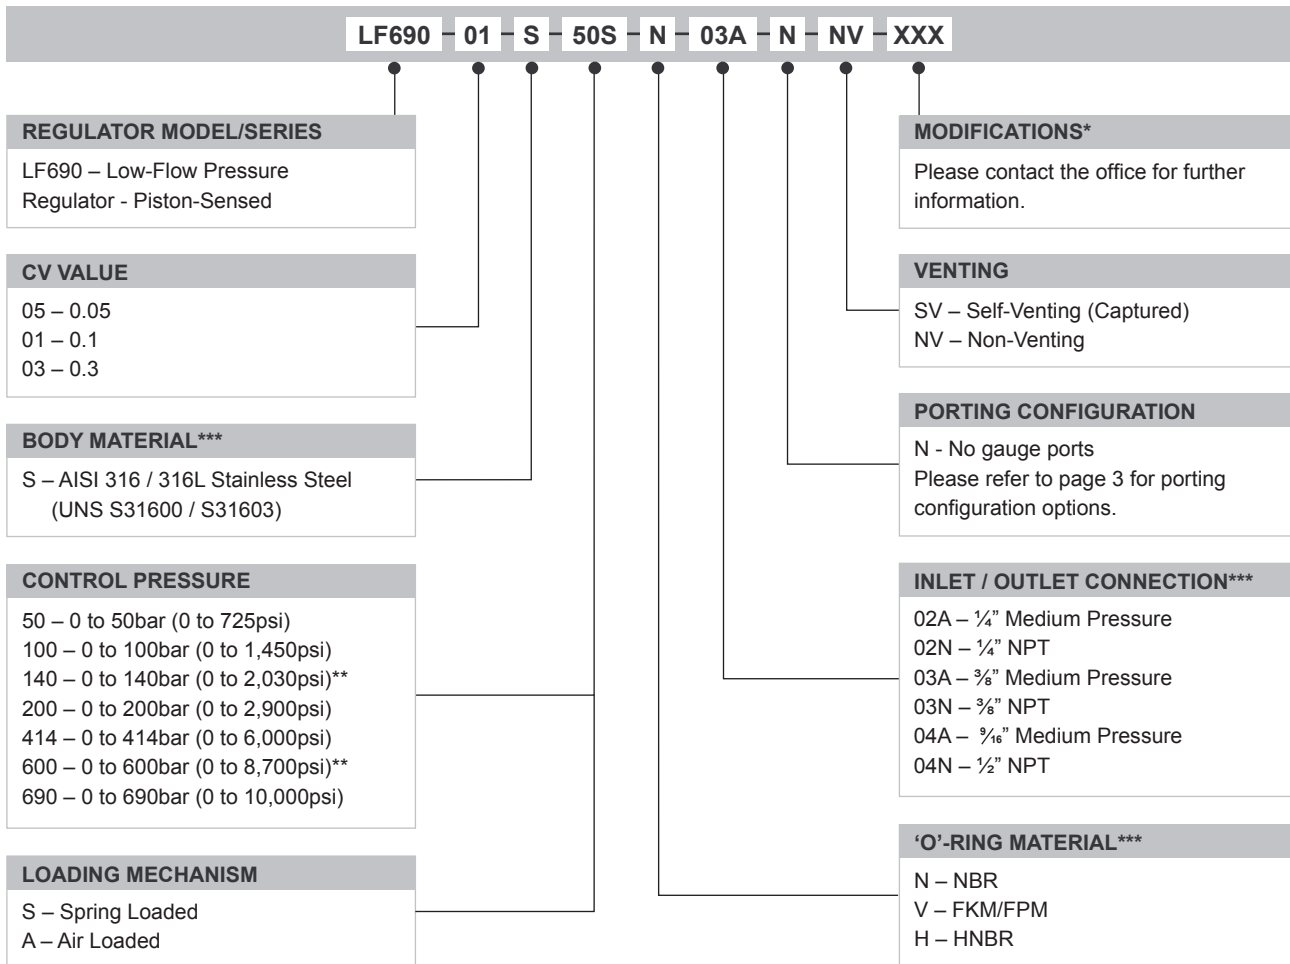 LF690 01 S 50S N 03A N NV XXX
REGULATOR MODEL/SERIES
LF690 – Low-Flow Pressure
Regulator - Piston-Sensed
CV VALUE
05 – 0.05
01 – 0.1
03 – 0.3
BODY MATERIAL***
S – AISI 316 / 316L Stainless Steel
(UNS S31600 / S31603)
CONTROL PRESSURE
50 – 0 to 50bar (0 to 725psi)
100 – 0 to 100bar (0 to 1,450psi)
140 – 0 to 140bar (0 to 2,030psi)**
200 – 0 to 200bar (0 to 2,900psi)
414 – 0 to 414bar (0 to 6,000psi)
600 – 0 to 600bar (0 to 8,700psi)**
690 – 0 to 690bar (0 to 10,000psi)
LOADING MECHANISM
S – Spring Loaded
A – Air Loaded
MODIFICATIONS*
Please contact the office for further
information.
VENTING
SV – Self-Venting (Captured)
NV – Non-Venting
PORTING CONFIGURATION
N - No gauge ports
Please refer to page 3 for porting
configuration options.
INLET / OUTLET CONNECTION***
02A – ¼” Medium Pressure
02N – ¼” NPT
03A – ⅜” Medium Pressure
03N – ⅜” NPT
04A – ⁹⁄₁₆” Medium Pressure
04N – ½” NPT
‘O’-RING MATERIAL***
N – NBR
V – FKM/FPM
H – HNBR